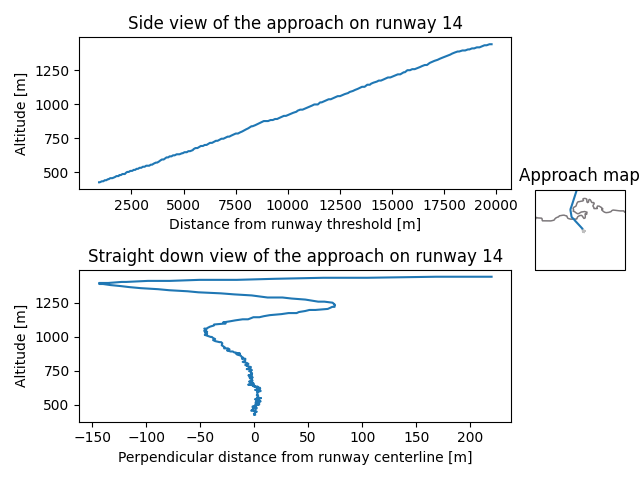 Side view of the approach on runway 14
Altitude [m]
1250
1000
750
500
2500 5000 7500 10000 12500 15000 17500 20000
Distance from runway threshold [m]
Approach map
Straight down view of the approach on runway 14
Altitude [m]
1250
1000
750
500
−150 −100 −50 0 50 100 150 200
Perpendicular distance from runway centerline [m]